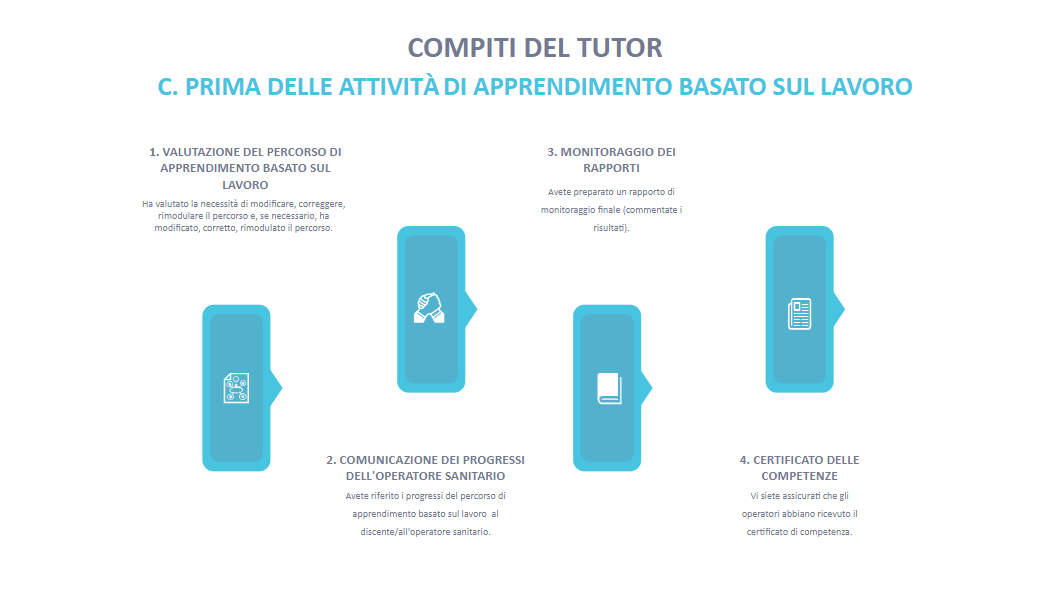 COMPITI DEL TUTOR
C. PRIMA DELLE ATTIVITÀ DI APPRENDIMENTO BASATO SUL LAVORO
1. VALUTAZIONE DEL PERCORSO DI
APPRENDIMENTO BASATO SUL
LAVORO
Ha valutato la necessità di modificare, correggere,
rimodulare il percorso e, se necessario, ha
modificato, corretto, rimodulato il percorso.
2. COMUNICAZIONE DEI PROGRESSI
DELL'OPERATORE SANITARIO
Avete riferito i progressi del percorso di
apprendimento basato sul lavoro al
discente/all'operatore sanitario.
3. MONITORAGGIO DEI
RAPPORTI
Avete preparato un rapporto di
monitoraggio finale (commentate i
risultati).
4. CERTIFICATO DELLE
COMPETENZE
Vi siete assicurati che gli
operatori abbiano ricevuto il
certificato di competenza.